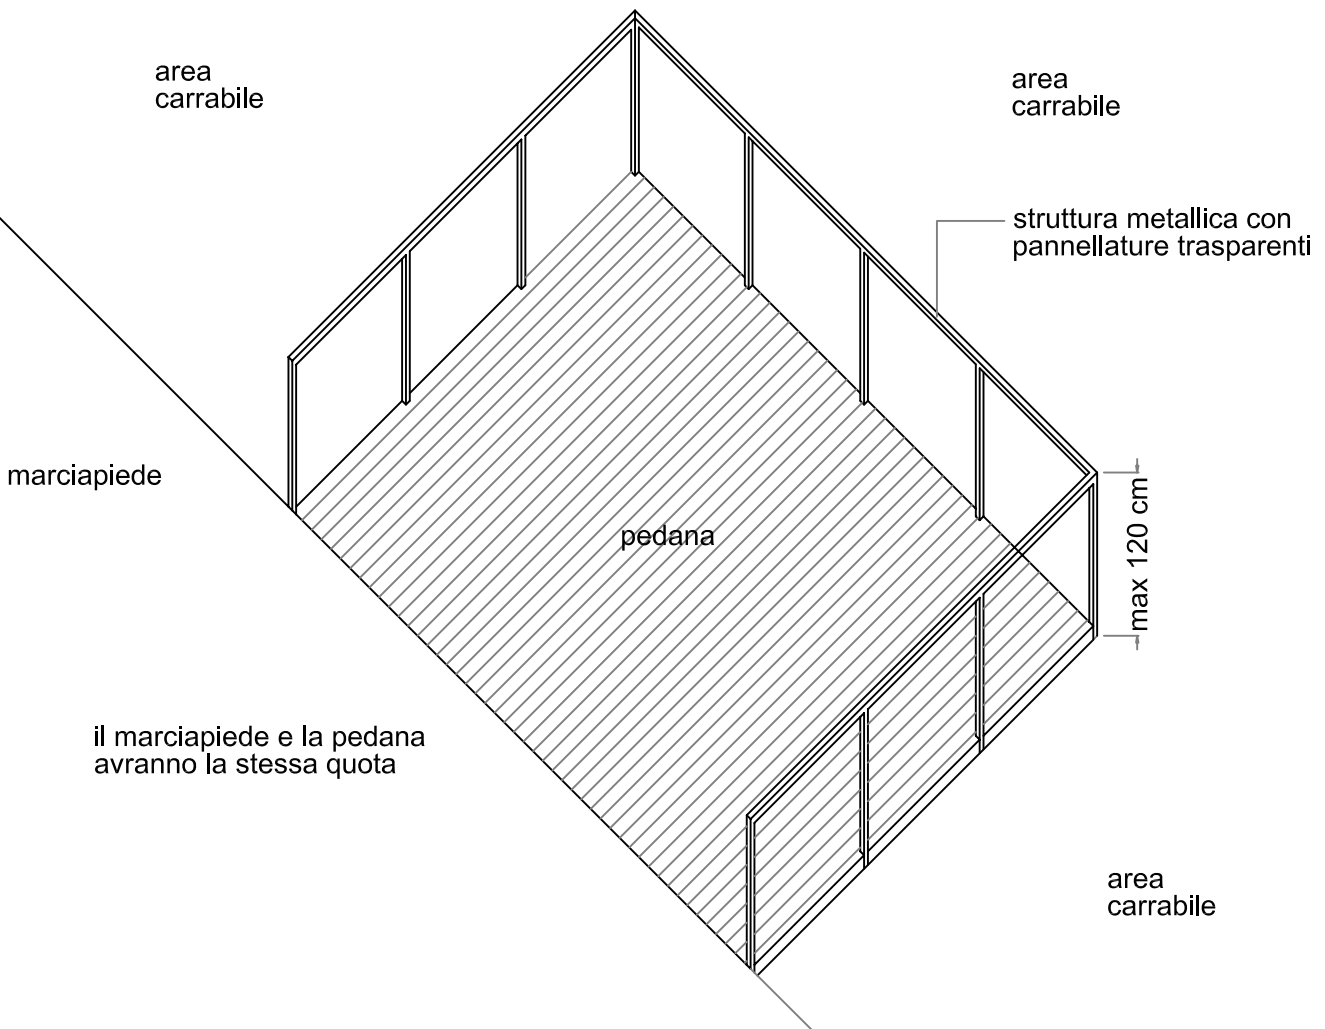 area
carrabile
area
carrabile
struttura metallica con
pannellature trasparenti
marciapiede
pedana
max 120 cm
il marciapiede e la pedana
avranno la stessa quota
area
carrabile